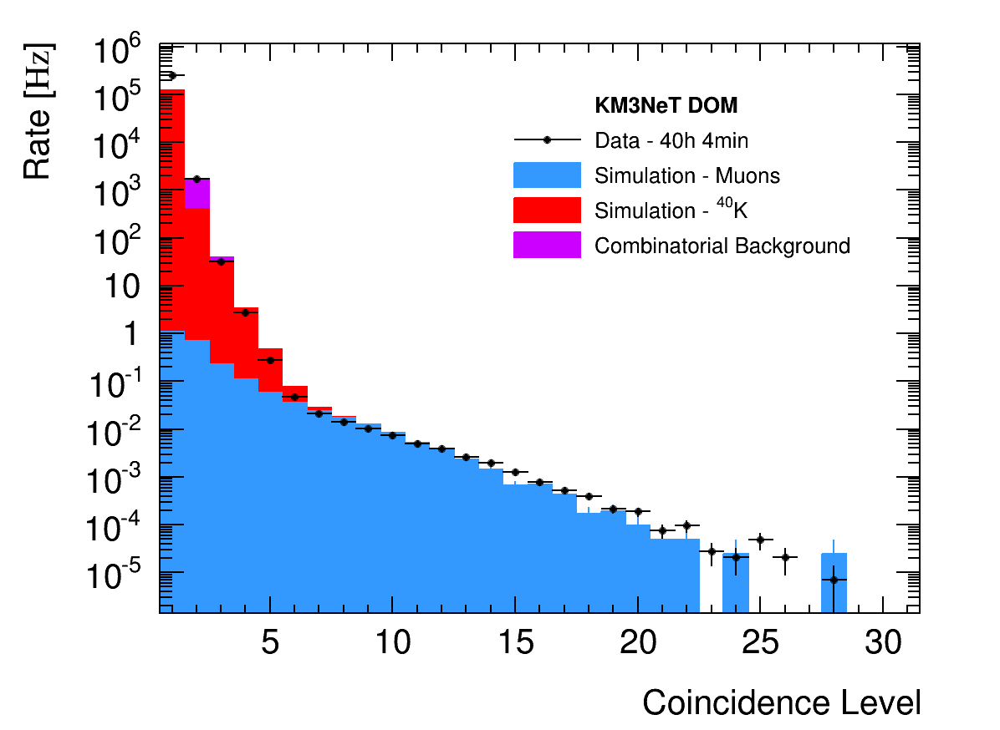 Rate [Hz]
10^6
10^5
10^4
10^3
10^2
10
1
10^-1
10^-2
10^-3
10^-4
10^-5
KM3NeT DOM
Data - 40h 4min
Simulation - Muons
Simulation - ^40K
Combinatorial Background
5 10 15 20 25 30
Coincidence Level